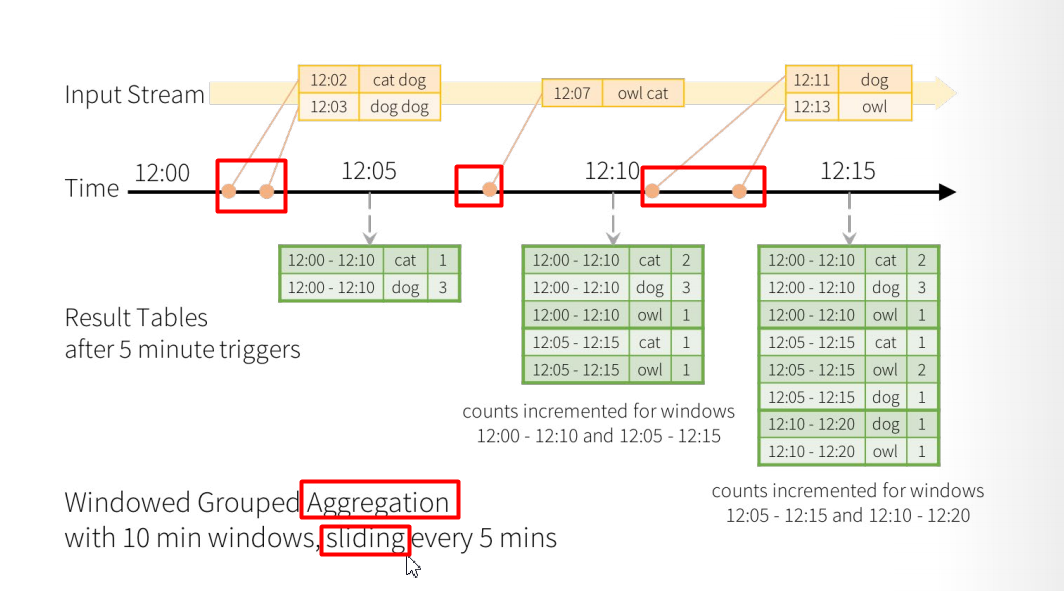 Input Stream
12:02 cat dog
12:03 dog dog
12:07 owl cat
12:11 dog
12:13 owl
Time
12:00
12:05
12:10
12:15
12:00 - 12:10 cat 1
12:00 - 12:10 dog 3
12:00 - 12:10 cat 2
12:00 - 12:10 dog 3
12:00 - 12:10 owl 1
12:05 - 12:15 cat 1
12:05 - 12:15 owl 1
12:00 - 12:10 cat 2
12:00 - 12:10 dog 3
12:00 - 12:10 owl 1
12:05 - 12:15 cat 1
12:05 - 12:15 owl 2
12:05 - 12:15 dog 1
12:10 - 12:20 dog 1
12:10 - 12:20 owl 1
Result Tables
after 5 minute triggers
counts incremented for windows
12:00 - 12:10 and 12:05 - 12:15
counts incremented for windows
12:05 - 12:15 and 12:10 - 12:20
Windowed Grouped Aggregation
with 10 min windows, sliding every 5 mins